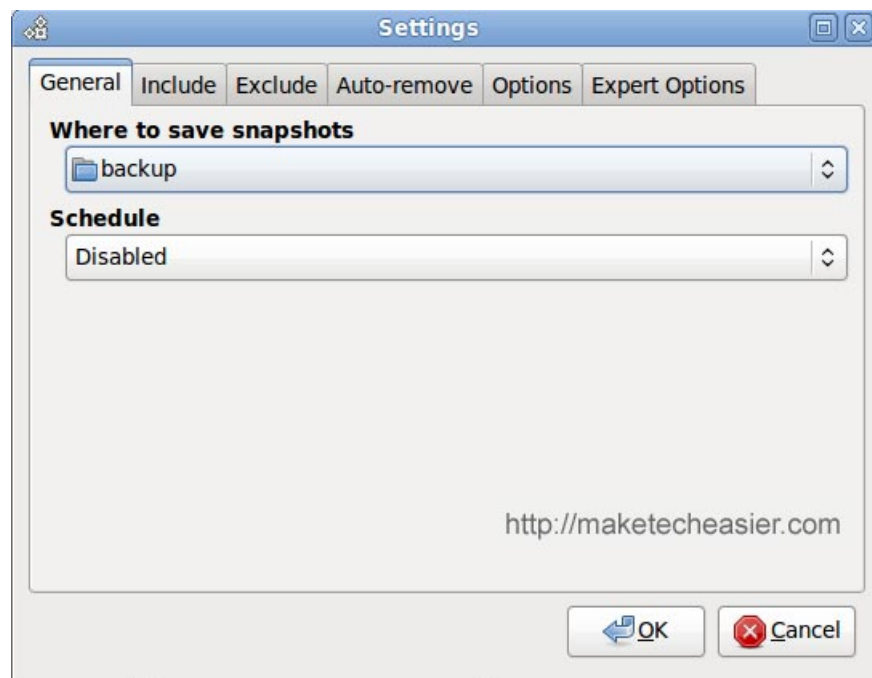 Settings
General Include Exclude Auto-remove Options Expert Options
Where to save snapshots
backup
Schedule
Disabled
http://maketecheasier.com
OK Cancel